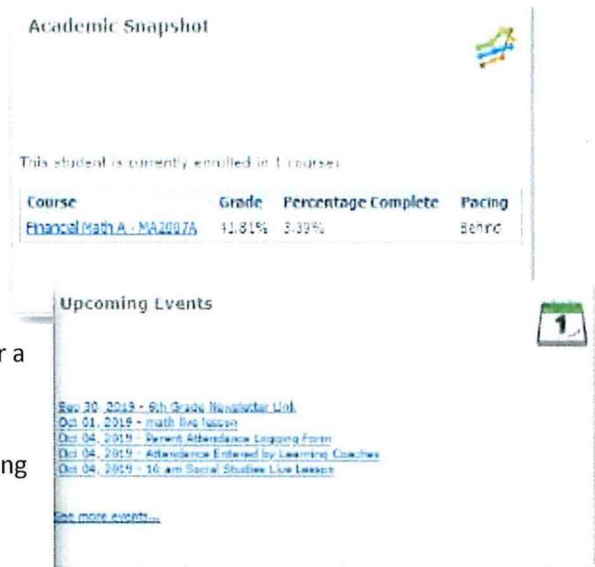 Academic Snapshot
This student is currently enrolled in 1 courses
Course Grade Percentage Complete Pacing
Financial Math A - MA2007A 41.81% 3.39% Behind
Upcoming Events
1
r a
Sep 30, 2019 - 6th Grade Newsletter Link
Oct 01, 2019 - math live lesson
Oct 04, 2019 - Parent Attendance Logging Form
Oct 04, 2019 - Attendance Entered by Learning Coaches
ng
Oct 04, 2019 - 10 am Social Studies Live Lesson
See more events...